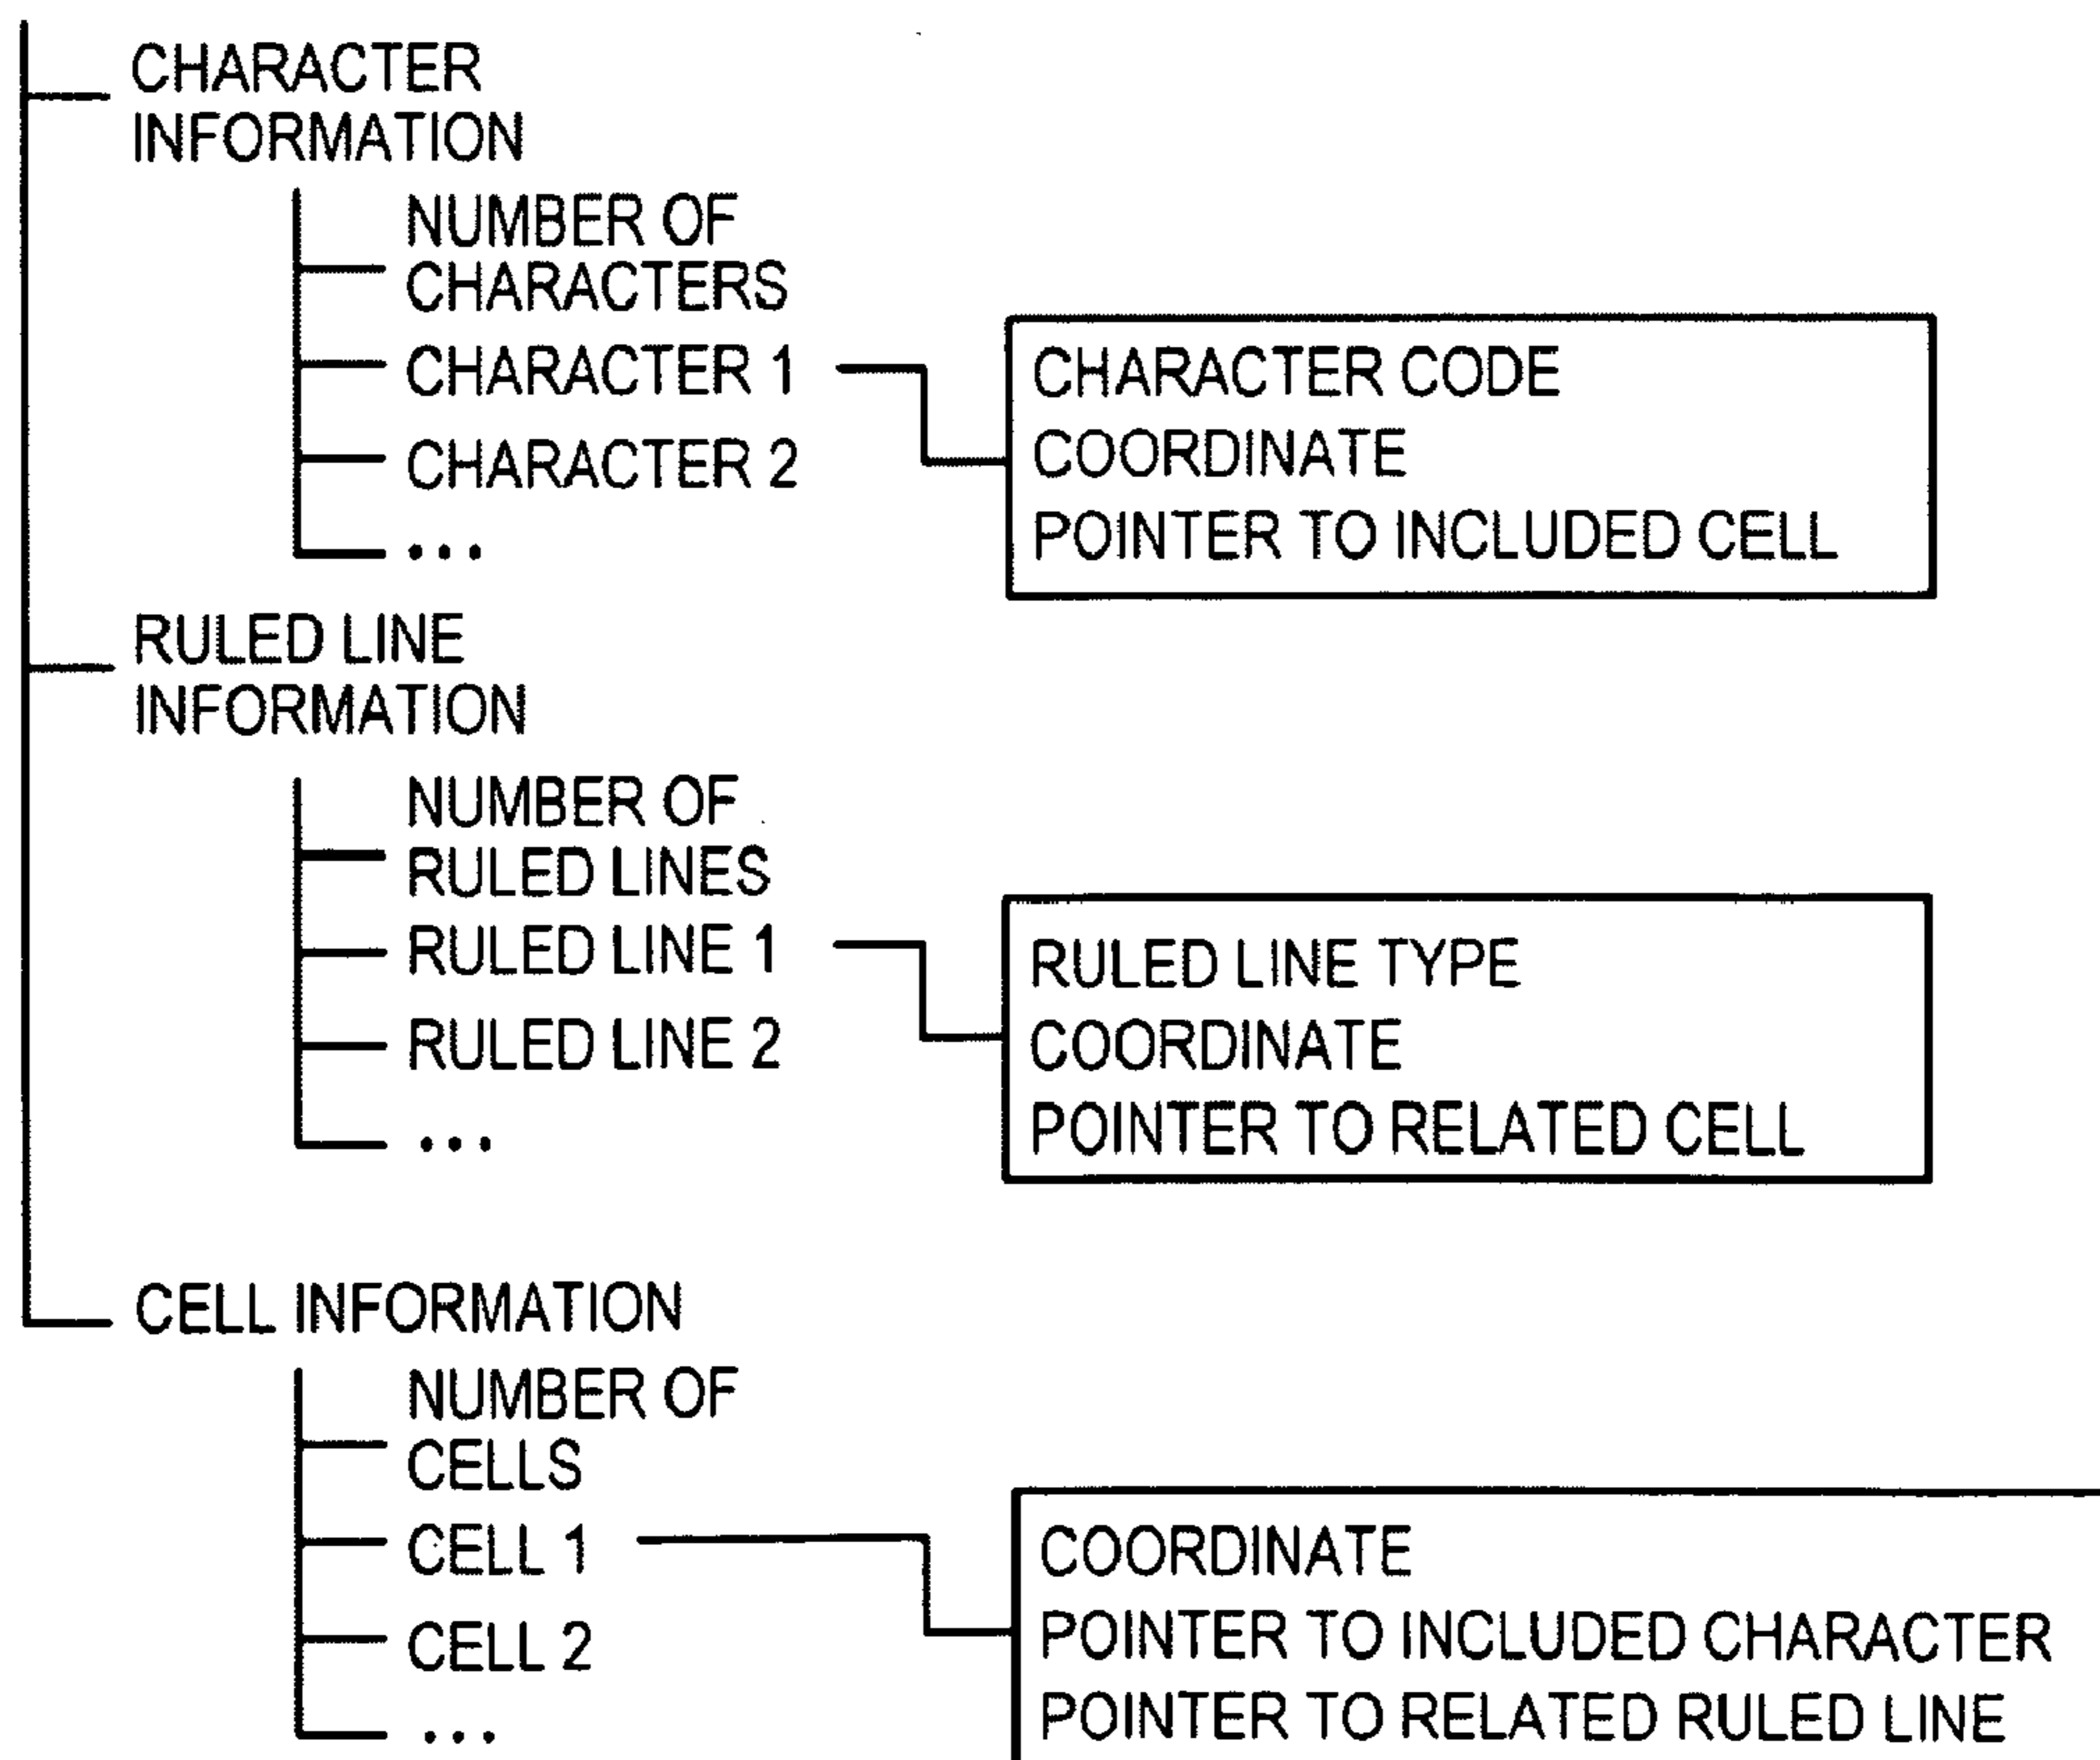 CHARACTER
INFORMATION
NUMBER OF
CHARACTERS
CHARACTER 1
CHARACTER 2
...
CHARACTER CODE
COORDINATE
POINTER TO INCLUDED CELL
RULED LINE
INFORMATION
NUMBER OF
RULED LINES
RULED LINE 1
RULED LINE 2
...
RULED LINE TYPE
COORDINATE
POINTER TO RELATED CELL
CELL INFORMATION
NUMBER OF
CELLS
CELL 1
CELL 2
...
COORDINATE
POINTER TO INCLUDED CHARACTER
POINTER TO RELATED RULED LINE